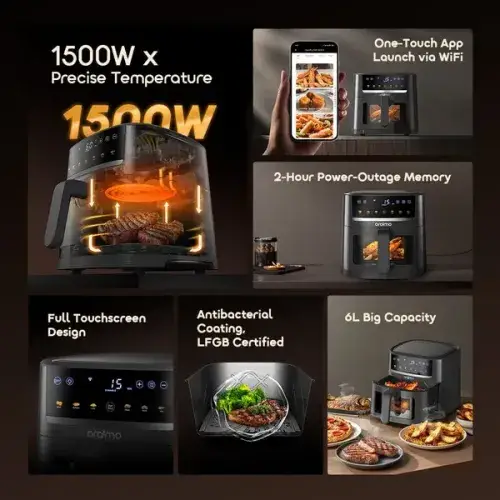 1500W x
Precise Temperature
1500W
One-Touch App
Launch via WiFi
2-Hour Power-Outage Memory
oraimo
Full Touchscreen
Design
15
oraimo
Antibacterial
Coating,
LFGB Certified
6L Big Capacity